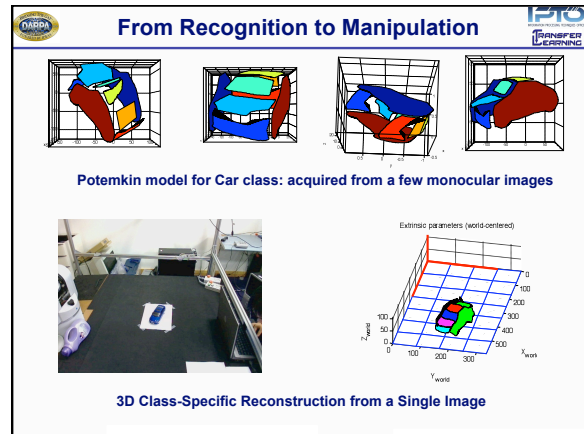 DARPA
From Recognition to Manipulation
IPTO
TRANSFER
LEARNING
Potemkin model for Car class: acquired from a few monocular images
Extrinsic parameters (world-centered)
0
100
200
300
400
500
100
50
0
Z world
0
100
200
300
X world
Y world
3D Class-Specific Reconstruction from a Single Image